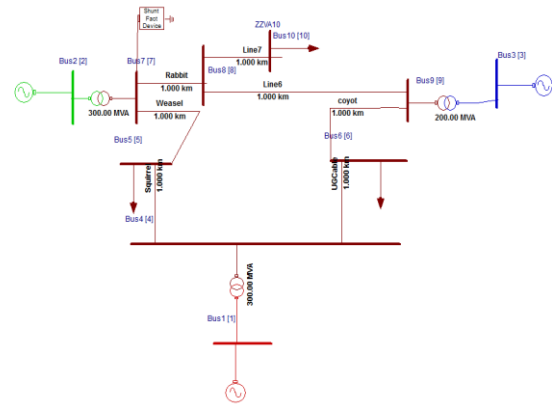 Shunt
Fact
Device
ZZVA10
Bus2 [2]
Bus7 [7]
Line7
Bus10 [10]
Bus3 [3]
1.000 km
Rabbit
Bus8 [8]
Line6
Bus9 [9]
1.000 km
1.000 km
Weasel
coyot
300.00 MVA
1.000 km
1.000 km
200.00 MVA
Bus5 [5]
Bus6 [6]
Squirrel
1.000 km
UGCable
1.000 km
Bus4 [4]
300.00 MVA
Bus1 [1]